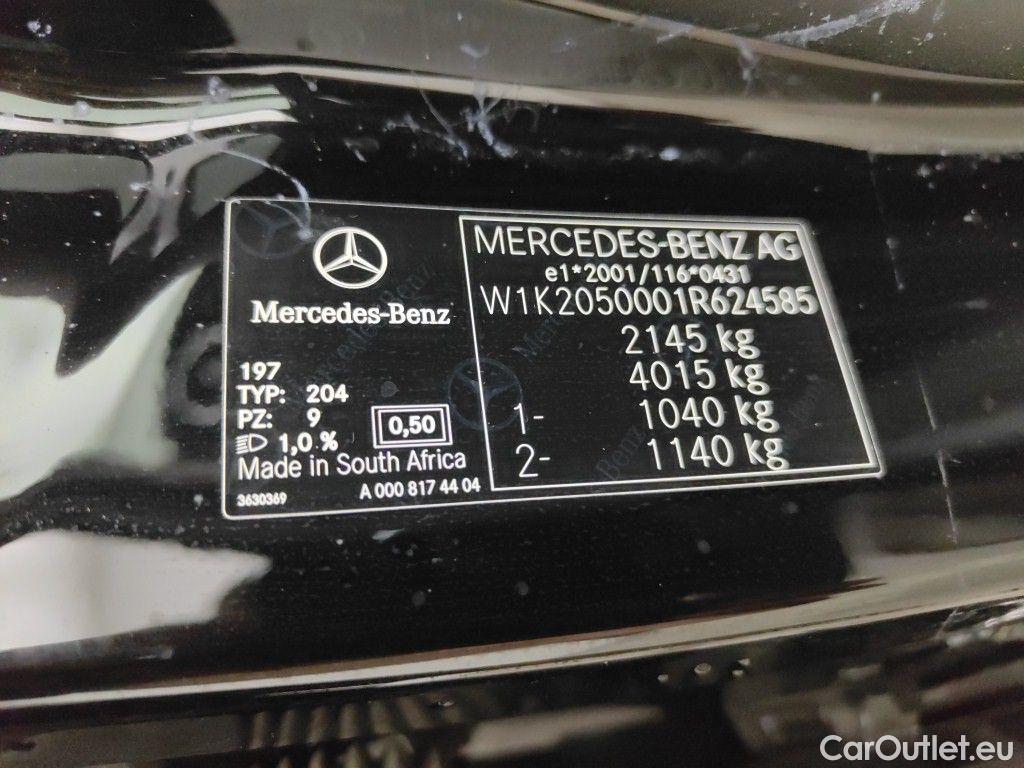 Mercedes-Benz
197
TYP: 204
PZ: 9
1,0 %
0,50
Made in South Africa
3630369
A 000 817 44 04
MERCEDES-BENZ AG
e1*2001/116*0431
W1K2050001R624585
2145 kg
4015 kg
1- 1040 kg
2- 1140 kg
Mercedes-Benz
CarOutlet.eu